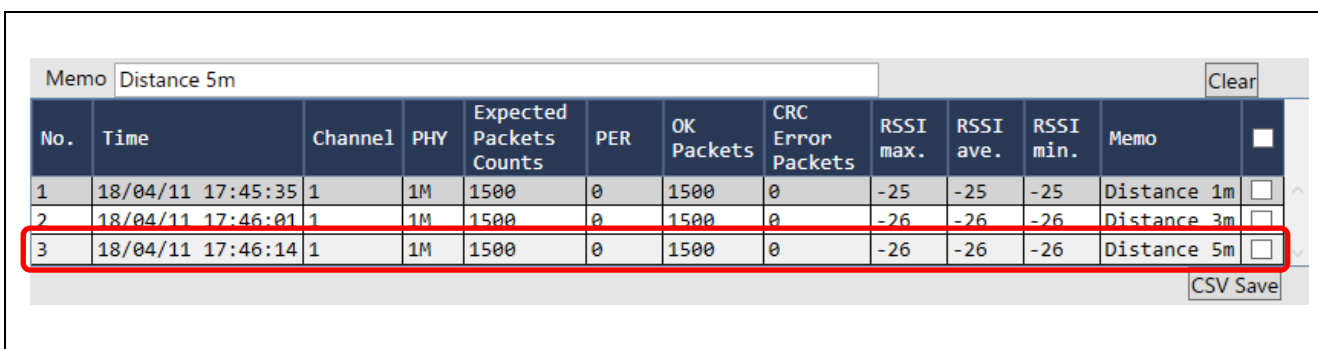 Memo Distance 5m Clear
No. Time Channel PHY Expected Packets Counts PER OK Packets CRC Error Packets RSSI max. RSSI ave. RSSI min. Memo
1 18/04/11 17:45:35 1 1M 1500 0 1500 0 -25 -25 -25 Distance 1m
2 18/04/11 17:46:01 1 1M 1500 0 1500 0 -26 -26 -26 Distance 3m
3 18/04/11 17:46:14 1 1M 1500 0 1500 0 -26 -26 -26 Distance 5m
CSV Save